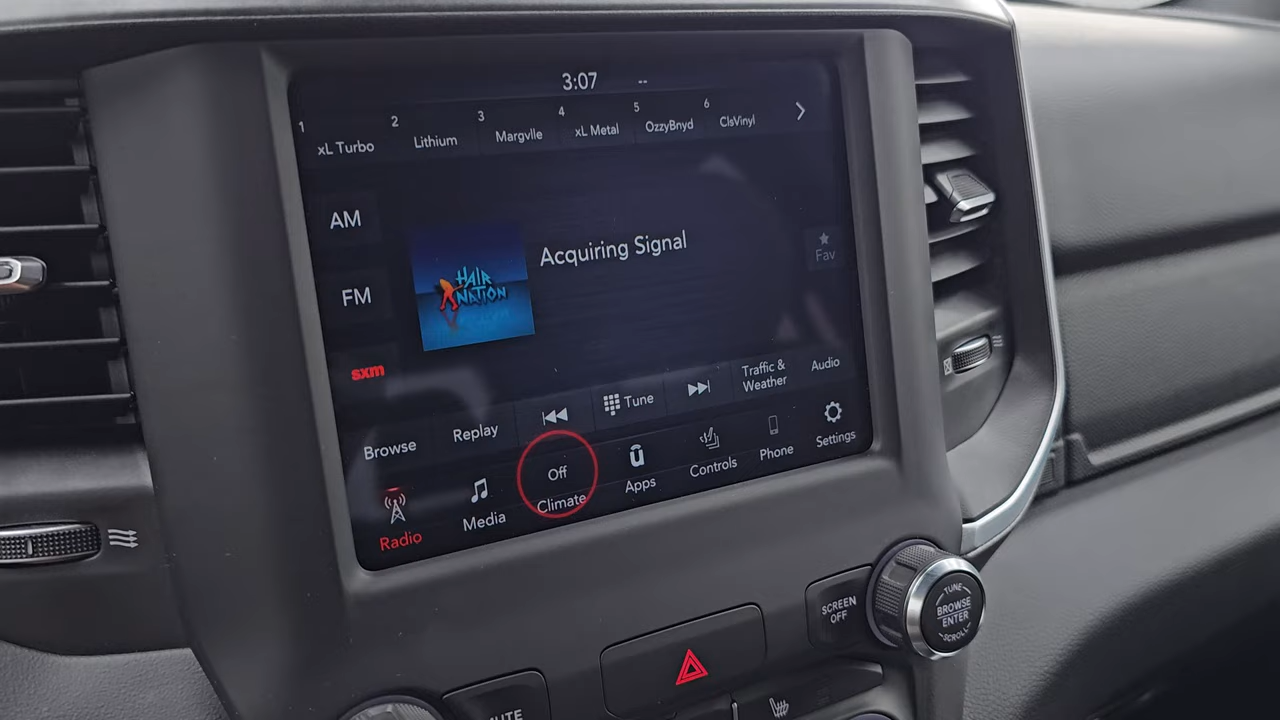 3:07 --
1 xL Turbo
2 Lithium
3 Margvlle
4 xL Metal
5 OzzyBnyd
6 ClsVinyl
AM
FM
sxm
HAIR
NATION
Acquiring Signal
Fav
Browse
Replay
Tune
Traffic &
Weather
Audio
Radio
Media
Off
Climate
Apps
Controls
Phone
Settings
SCREEN
OFF
TUNE
BROWSE
ENTER
SCROLL
MUTE